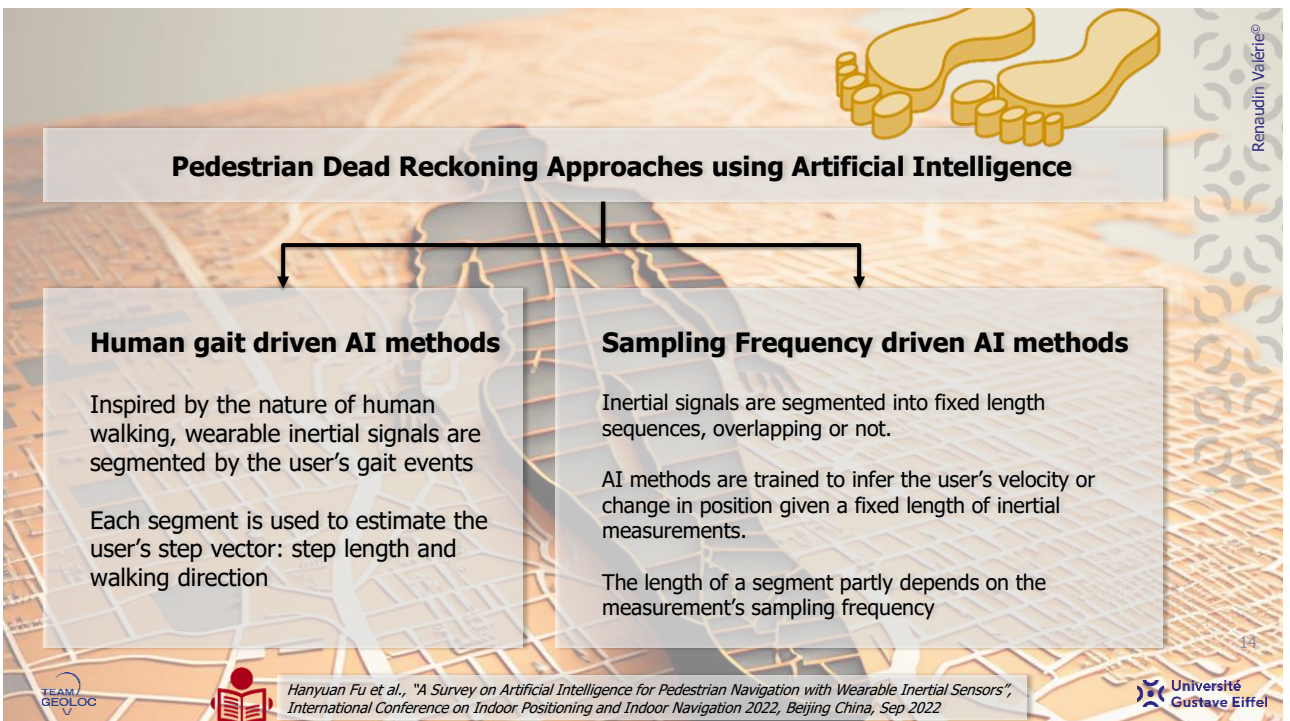 Renaudin Valérie©
Pedestrian Dead Reckoning Approaches using Artificial Intelligence
Human gait driven AI methods
Inspired by the nature of human
walking, wearable inertial signals are
segmented by the user’s gait events
Each segment is used to estimate the
user’s step vector: step length and
walking direction
Sampling Frequency driven AI methods
Inertial signals are segmented into fixed length
sequences, overlapping or not.
AI methods are trained to infer the user’s velocity or
change in position given a fixed length of inertial
measurements.
The length of a segment partly depends on the
measurement’s sampling frequency
14
TEAM
GEOLOC
Hanyuan Fu et al., “A Survey on Artificial Intelligence for Pedestrian Navigation with Wearable Inertial Sensors”,
International Conference on Indoor Positioning and Indoor Navigation 2022, Beijing China, Sep 2022
Université
Gustave Eiffel